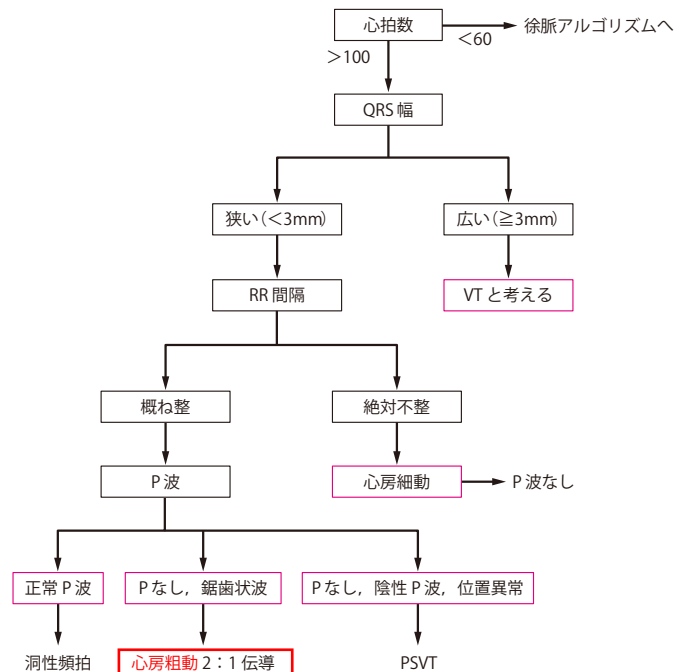 心拍数
<60
徐脈アルゴリズムへ
>100
QRS 幅
狭い(<3mm)
広い(≧3mm)
RR 間隔
VT と考える
概ね整
絶対不整
P 波
心房細動
P 波なし
正常 P 波
Pなし，鋸歯状波
Pなし，陰性 P 波，位置異常
洞性頻拍
心房粗動 2：1 伝導
PSVT